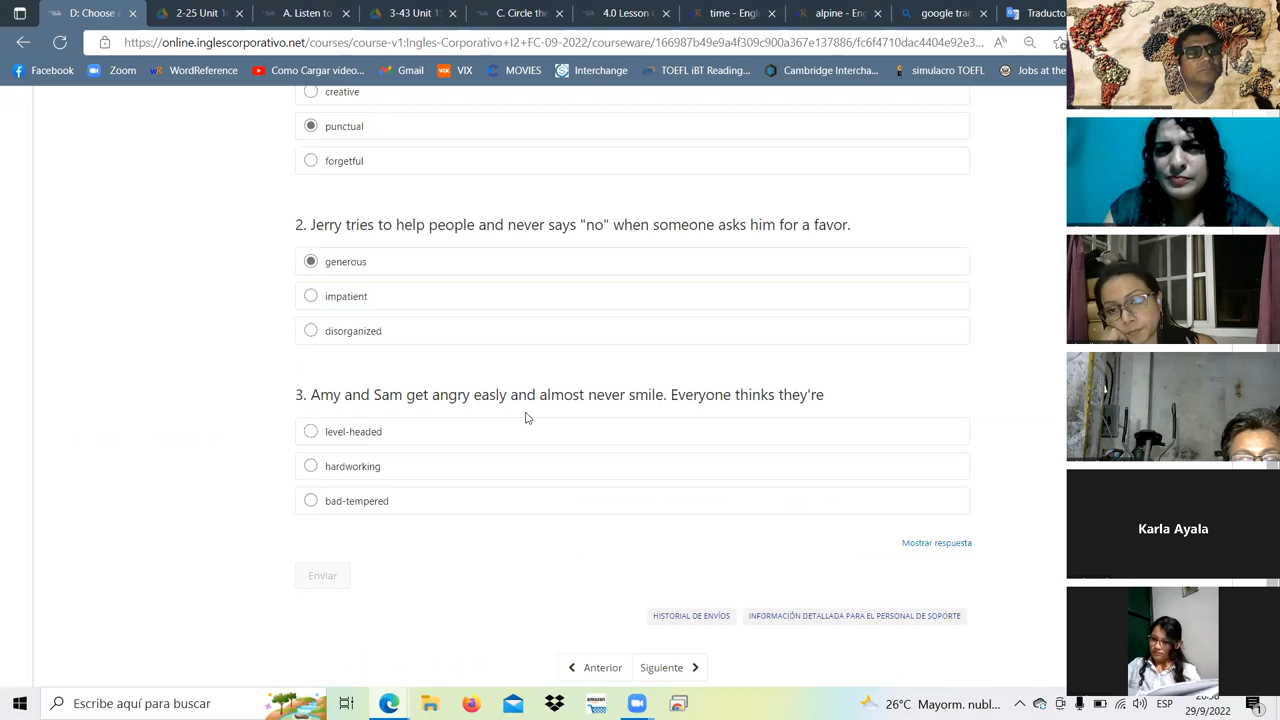 D: Choose
2-25 Unit 1
A. Listen to
3-43 Unit 1
C. Circle
4.0 Lesson
time - Engl
alpine - En
google tra
Traducto
https://online.inglescorporativo.net/courses/course-v1:Ingles-Corporativo+I2+FC-09-2022/courseware/166987b49e9a4f309c900a367e137886/fc6f4710dac4404e92e3...
Facebook
Zoom
WordReference
Como Cargar video...
Gmail
VIX
MOVIES
Interchange
TOEFL iBT Reading...
Cambridge Intercha...
simulacro TOEFL
Jobs at the
creative
punctual
forgetful
2. Jerry tries to help people and never says "no" when someone asks him for a favor.
generous
impatient
disorganized
3. Amy and Sam get angry easly and almost never smile. Everyone thinks they're
level-headed
hardworking
bad-tempered
Mostrar respuesta
Enviar
HISTORIAL DE ENVÍOS
INFORMACIÓN DETALLADA PARA EL PERSONAL DE SOPORTE
Anterior
Siguiente
Karla Ayala
Escribe aquí para buscar
amazon
26°C Mayorm. nubl...
ESP
29/9/2022
1